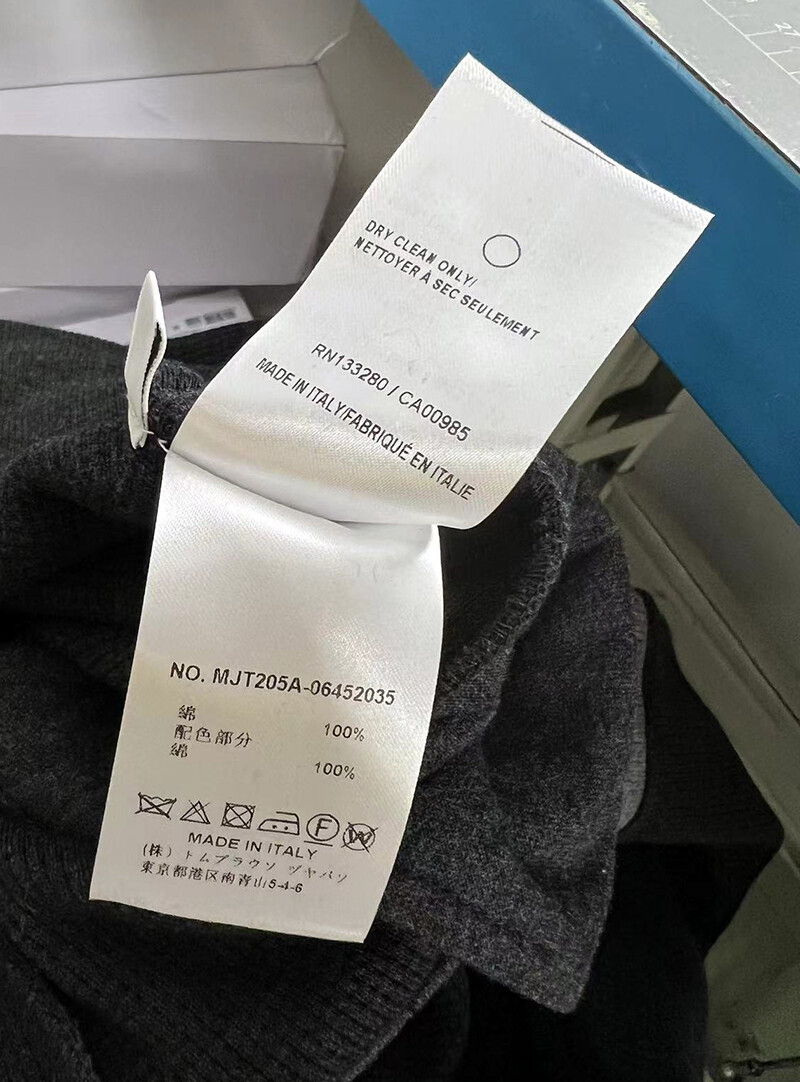 DRY CLEAN ONLY/
NETTOYER À SEC SEULEMENT
RN133280 / CA00985
MADE IN ITALY/FABRIQUÉ EN ITALIE
NO. MJT205A-06452035
綿 100%
配色部分
綿 100%
F W
MADE IN ITALY
(株) トムブラウン ジャパン
東京都港区南青山5-4-6
27